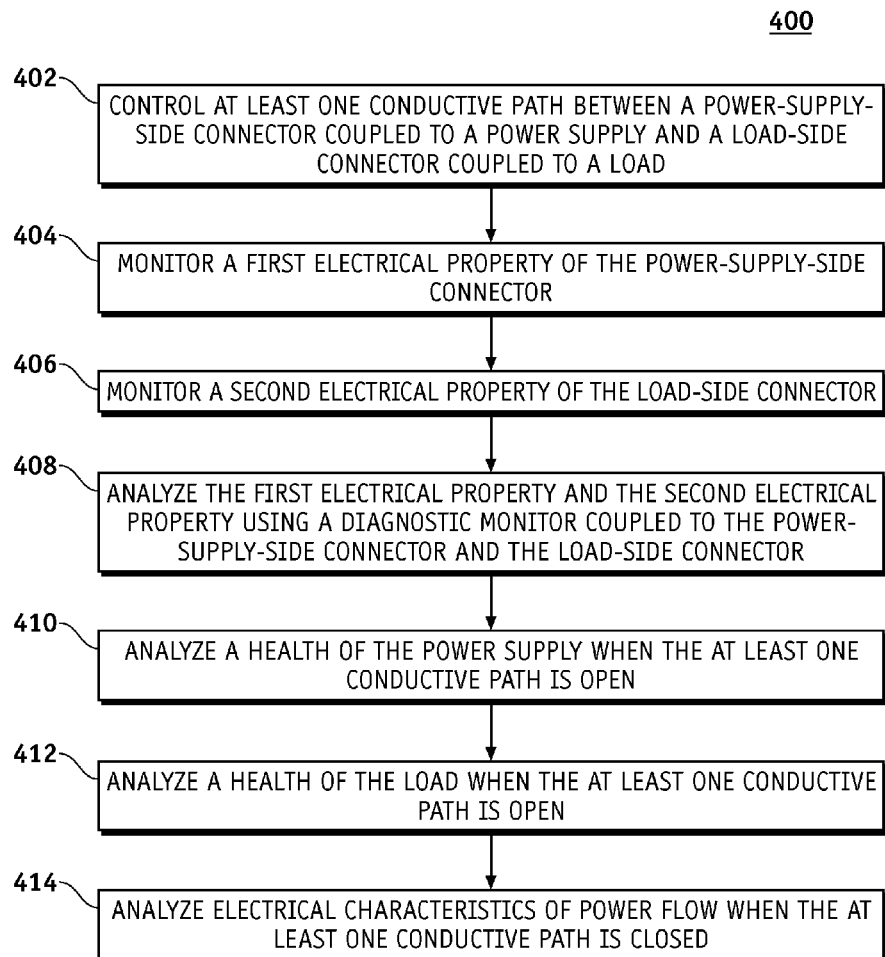 400
402
CONTROL AT LEAST ONE CONDUCTIVE PATH BETWEEN A POWER-SUPPLY-
SIDE CONNECTOR COUPLED TO A POWER SUPPLY AND A LOAD-SIDE
CONNECTOR COUPLED TO A LOAD
404
MONITOR A FIRST ELECTRICAL PROPERTY OF THE POWER-SUPPLY-SIDE
CONNECTOR
406
MONITOR A SECOND ELECTRICAL PROPERTY OF THE LOAD-SIDE CONNECTOR
408
ANALYZE THE FIRST ELECTRICAL PROPERTY AND THE SECOND ELECTRICAL
PROPERTY USING A DIAGNOSTIC MONITOR COUPLED TO THE POWER-
SUPPLY-SIDE CONNECTOR AND THE LOAD-SIDE CONNECTOR
410
ANALYZE A HEALTH OF THE POWER SUPPLY WHEN THE AT LEAST ONE
CONDUCTIVE PATH IS OPEN
412
ANALYZE A HEALTH OF THE LOAD WHEN THE AT LEAST ONE CONDUCTIVE
PATH IS OPEN
414
ANALYZE ELECTRICAL CHARACTERISTICS OF POWER FLOW WHEN THE AT
LEAST ONE CONDUCTIVE PATH IS CLOSED